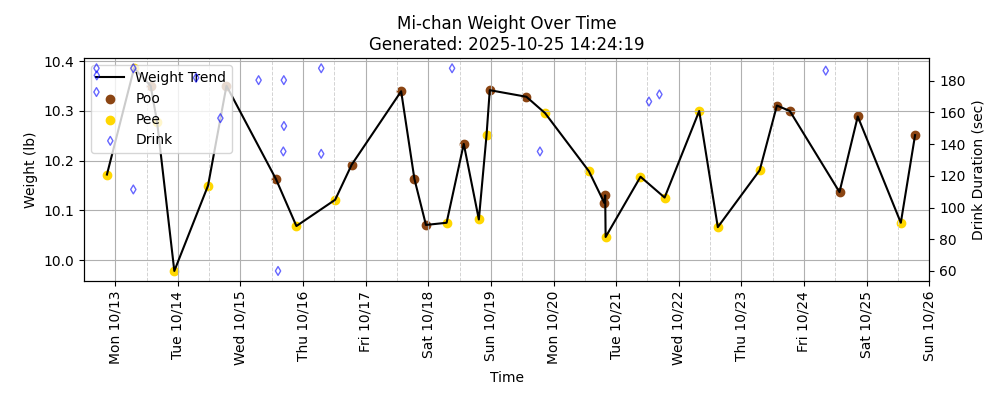 Mi-chan Weight Over Time
Generated: 2025-10-25 14:24:19
Weight (lb)
10.4
10.3
10.2
10.1
10.0
Weight Trend
Poo
Pee
Drink
180
160
140
120
100
80
60
Drink Duration (sec)
Mon 10/13
Tue 10/14
Wed 10/15
Thu 10/16
Fri 10/17
Sat 10/18
Sun 10/19
Mon 10/20
Tue 10/21
Wed 10/22
Thu 10/23
Fri 10/24
Sat 10/25
Sun 10/26
Time